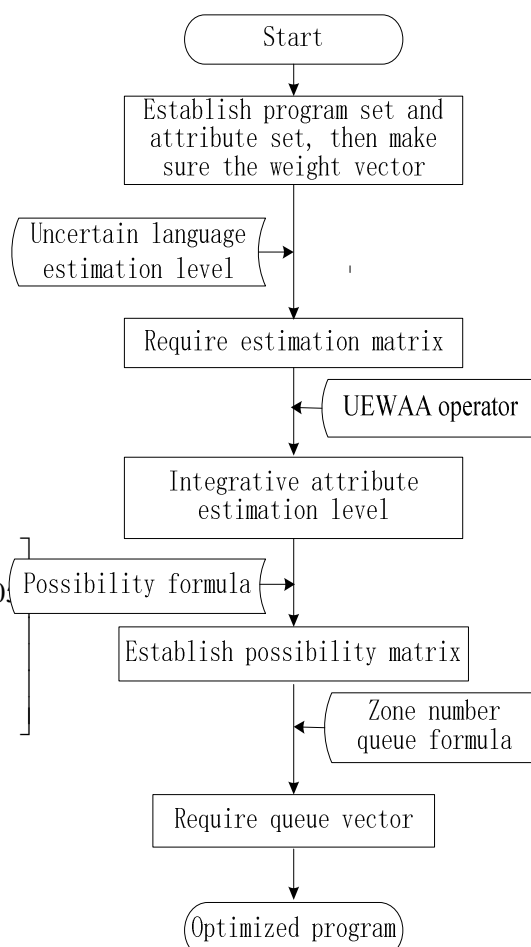 Start
Establish program set and
attribute set, then make
sure the weight vector
Uncertain language
estimation level
Require estimation matrix
UEWAA operator
Integrative attribute
estimation level
Possibility formula
Establish possibility matrix
Zone number
queue formula
Require queue vector
Optimized program